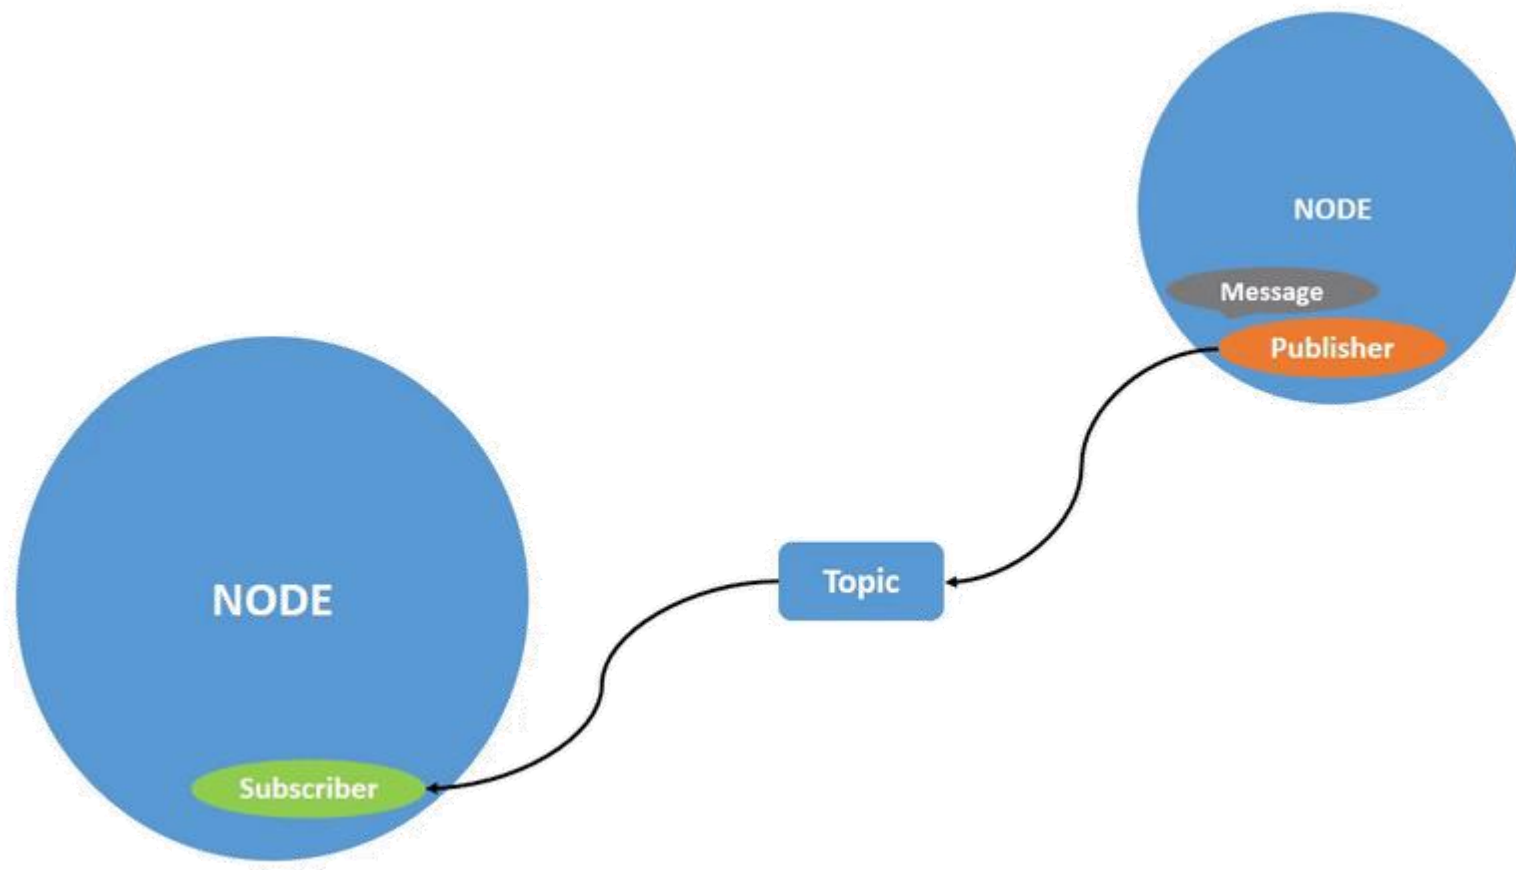 NODE
Message
Publisher
Topic
NODE
Subscriber